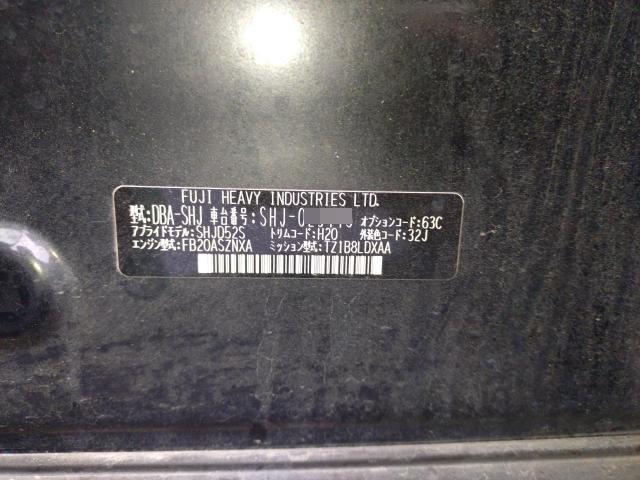 FUJI HEAVY INDUSTRIES LTD.
型式:DBA-SHJ 車台番号:SHJ-0 オプションコード:63C
アプライドモデル:SHJD52S トリムコード:H20 外装色コード:32J
エンジン型式:FB20ASZNXA ミッション型式:TZ1B8LDXAA